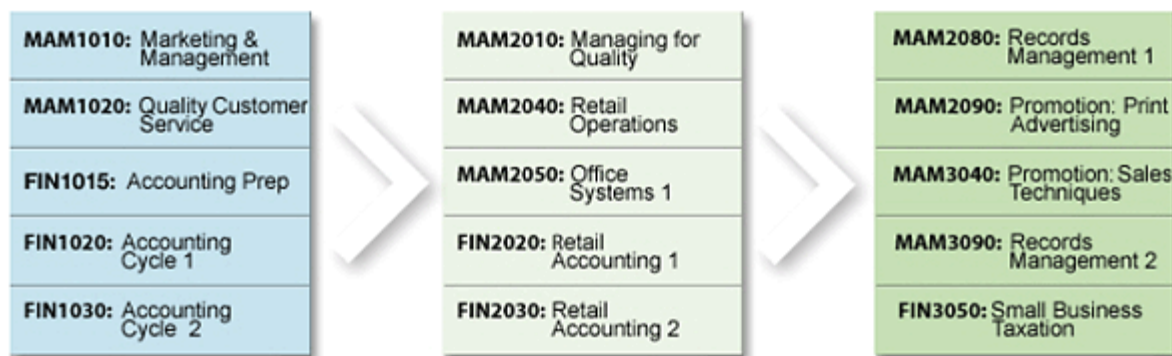 MAM1010: Marketing &
Management
MAM1020: Quality Customer
Service
FIN1015: Accounting Prep
FIN1020: Accounting
Cycle 1
FIN1030: Accounting
Cycle 2
MAM2010: Managing for
Quality
MAM2040: Retail
Operations
MAM2050: Office
Systems 1
FIN2020: Retail
Accounting 1
FIN2030: Retail
Accounting 2
MAM2080: Records
Management 1
MAM2090: Promotion: Print
Advertising
MAM3040: Promotion: Sales
Techniques
MAM3090: Records
Management 2
FIN3050: Small Business
Taxation